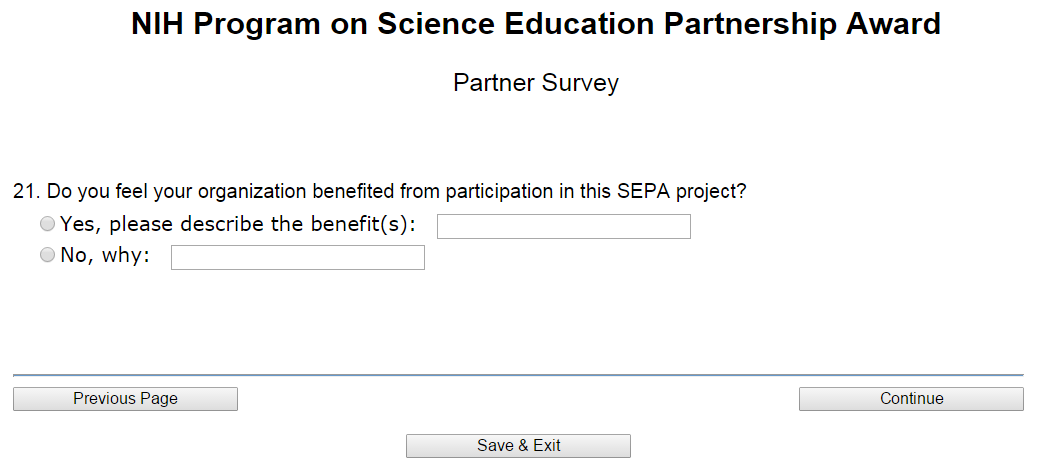 NIH Program on Science Education Partnership Award
Partner Survey
21. Do you feel your organization benefited from participation in this SEPA project?
Yes, please describe the benefit(s):
No, why:
Previous Page
Continue
Save & Exit